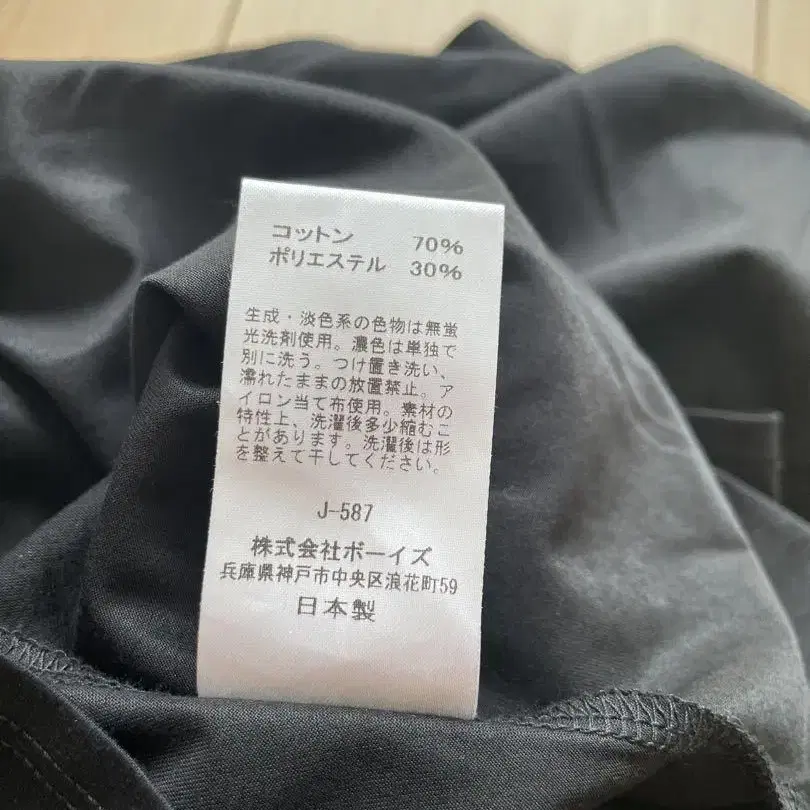 コットン 70%
ポリエステル 30%
生成・淡色系の色物は無蛍
光洗剤使用。濃色は単独で
別に洗う。つけ置き洗い、
濡れたままの放置禁止。ア
イロン当て布使用。素材の
特性上、洗濯後多少縮むこ
とがあります。洗濯後は形
を整えて干してください。
J-587
株式会社ボーイズ
兵庫県神戸市中央区浪花町59
日本製